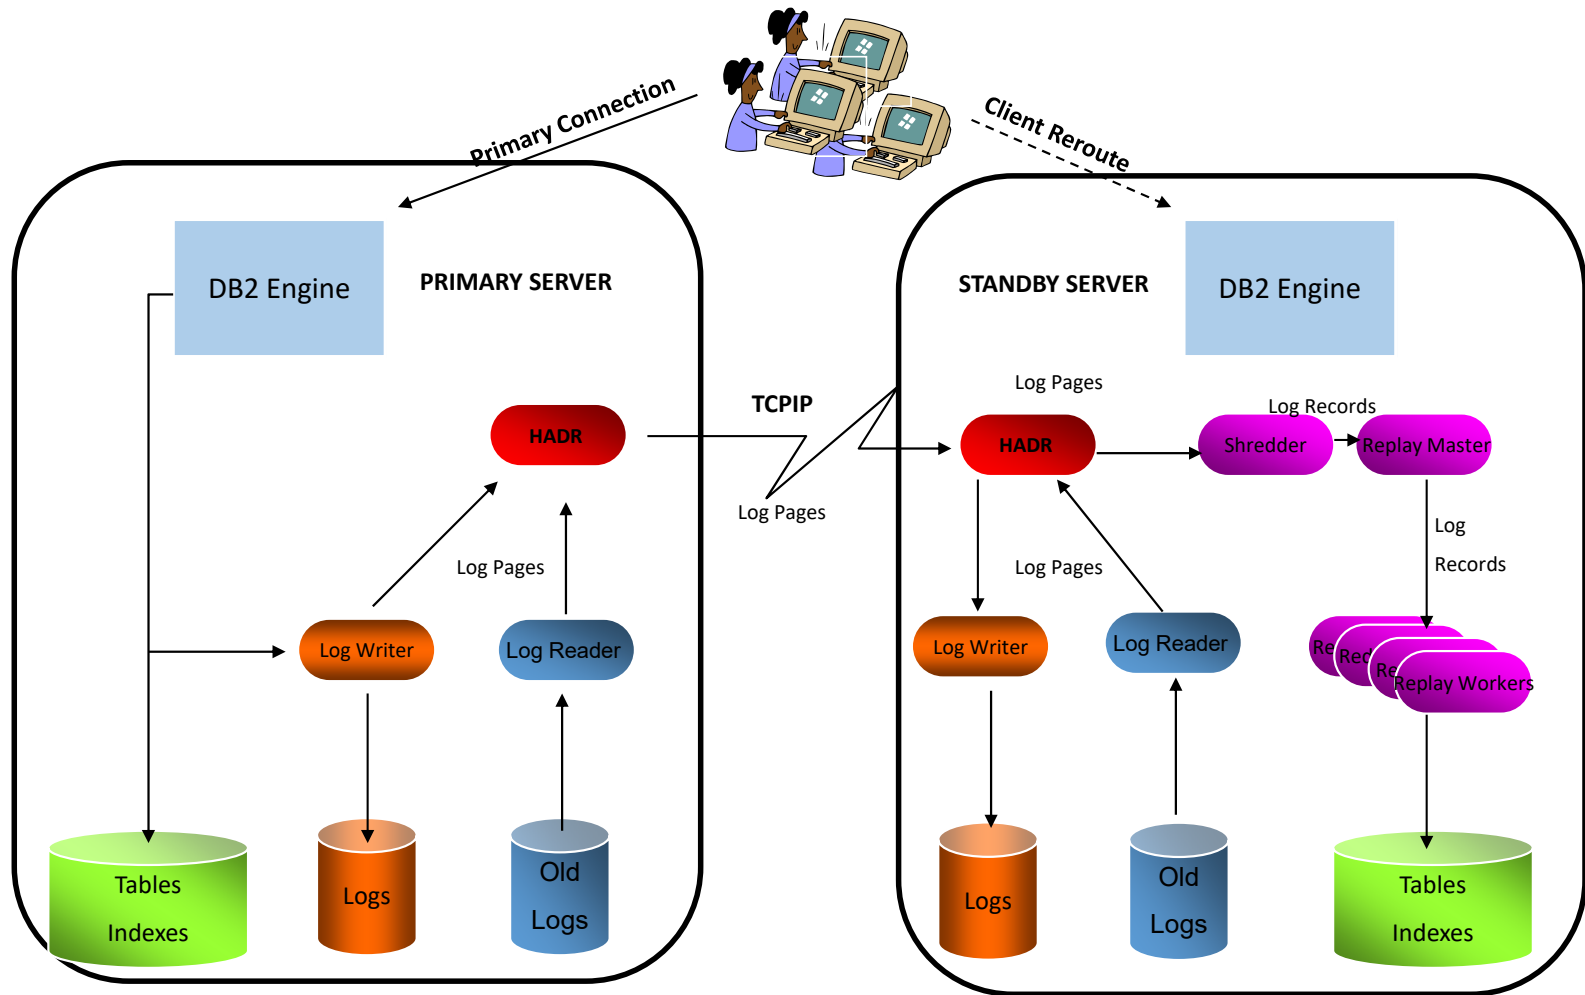 Primary Connection
Client Reroute
DB2 Engine
PRIMARY SERVER
STANDBY SERVER
DB2 Engine
Log Pages
TCPIP
Log Records
HADR
HADR
Shredder
Replay Master
Log Pages
Log
Records
Log Pages
Log Pages
Log Writer
Log Reader
Log Writer
Log Reader
Replay Workers
Tables
Indexes
Logs
Old
Logs
Logs
Old
Logs
Tables
Indexes